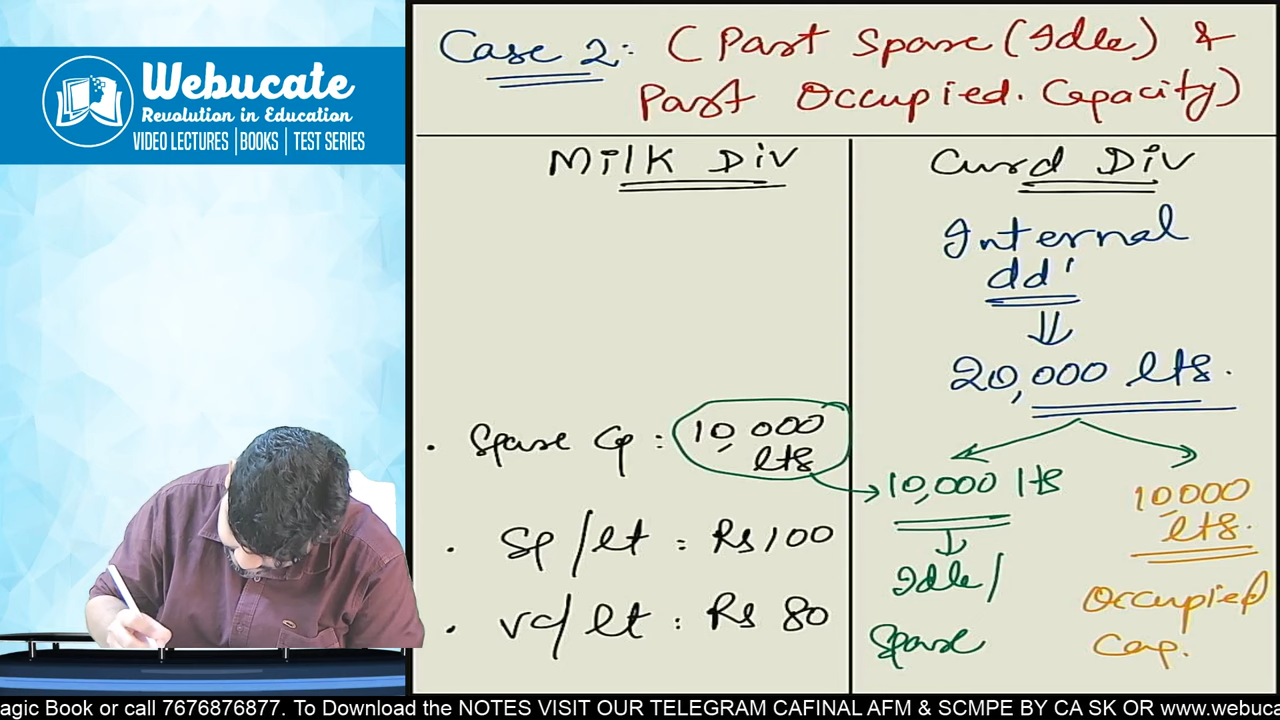 Webucate
Revolution in Education
VIDEO LECTURES | BOOKS | TEST SERIES
Case 2: (Part Spare (Idle) &
Part Occupied. Capacity)
Milk Div
Curd Div
Internal
dd'
20,000 lts.
. Spare Cp : 10,000
lts
10,000 lts
10,000
lts.
. Sp/lt : Rs 100
Idle/
Spare
Occupied
Cap.
. Vc/lt : Rs 80
agic Book or call 7676876877. To Download the NOTES VISIT OUR TELEGRAM CAFINAL AFM & SCMPE BY CA SK OR www.webuca